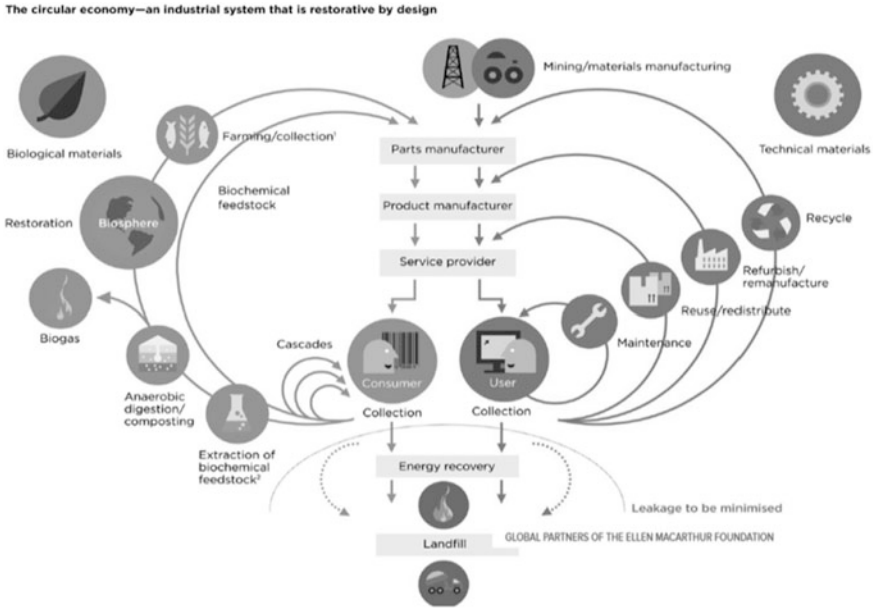 The circular economy—an industrial system that is restorative by design
Mining/materials manufacturing
Biological materials
Farming/collection¹
Parts manufacturer
Technical materials
Biochemical
feedstock
Product manufacturer
Restoration
Biosphere
Recycle
Service provider
Refurbish/
remanufacture
Biogas
Reuse/redistribute
Cascades
Maintenance
Consumer
User
Anaerobic
digestion/
composting
Collection
Collection
Extraction of
biochemical
feedstock²
Energy recovery
Leakage to be minimised
GLOBAL PARTNERS OF THE ELLEN MACARTHUR FOUNDATION
Landfill